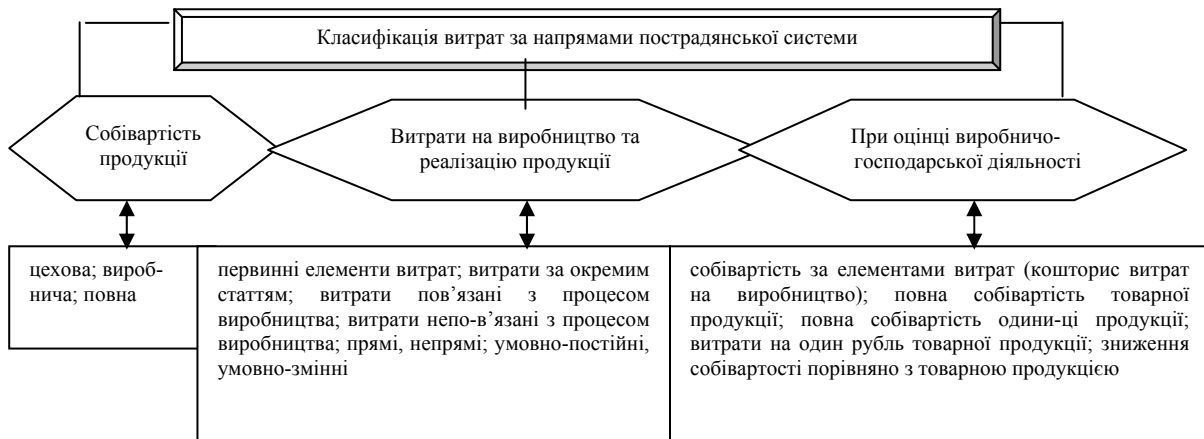 Класифікація витрат за напрямами пострадянської системи
Собівартість
продукції
Витрати на виробництво та
реалізацію продукції
При оцінці виробничо-
господарської діяльності
цехова; вироб-
нича; повна
первинні елементи витрат; витрати за окремим
статтям; витрати пов’язані з процесом
виробництва; витрати непо-в’язані з процесом
виробництва; прямі, непрямі; умовно-постійні,
умовно-змінні
собівартість за елементами витрат (кошторис витрат
на виробництво); повна собівартість товарної
продукції; повна собівартість одини-ці продукції;
витрати на один рубль товарної продукції; зниження
собівартості порівняно з товарною продукцією